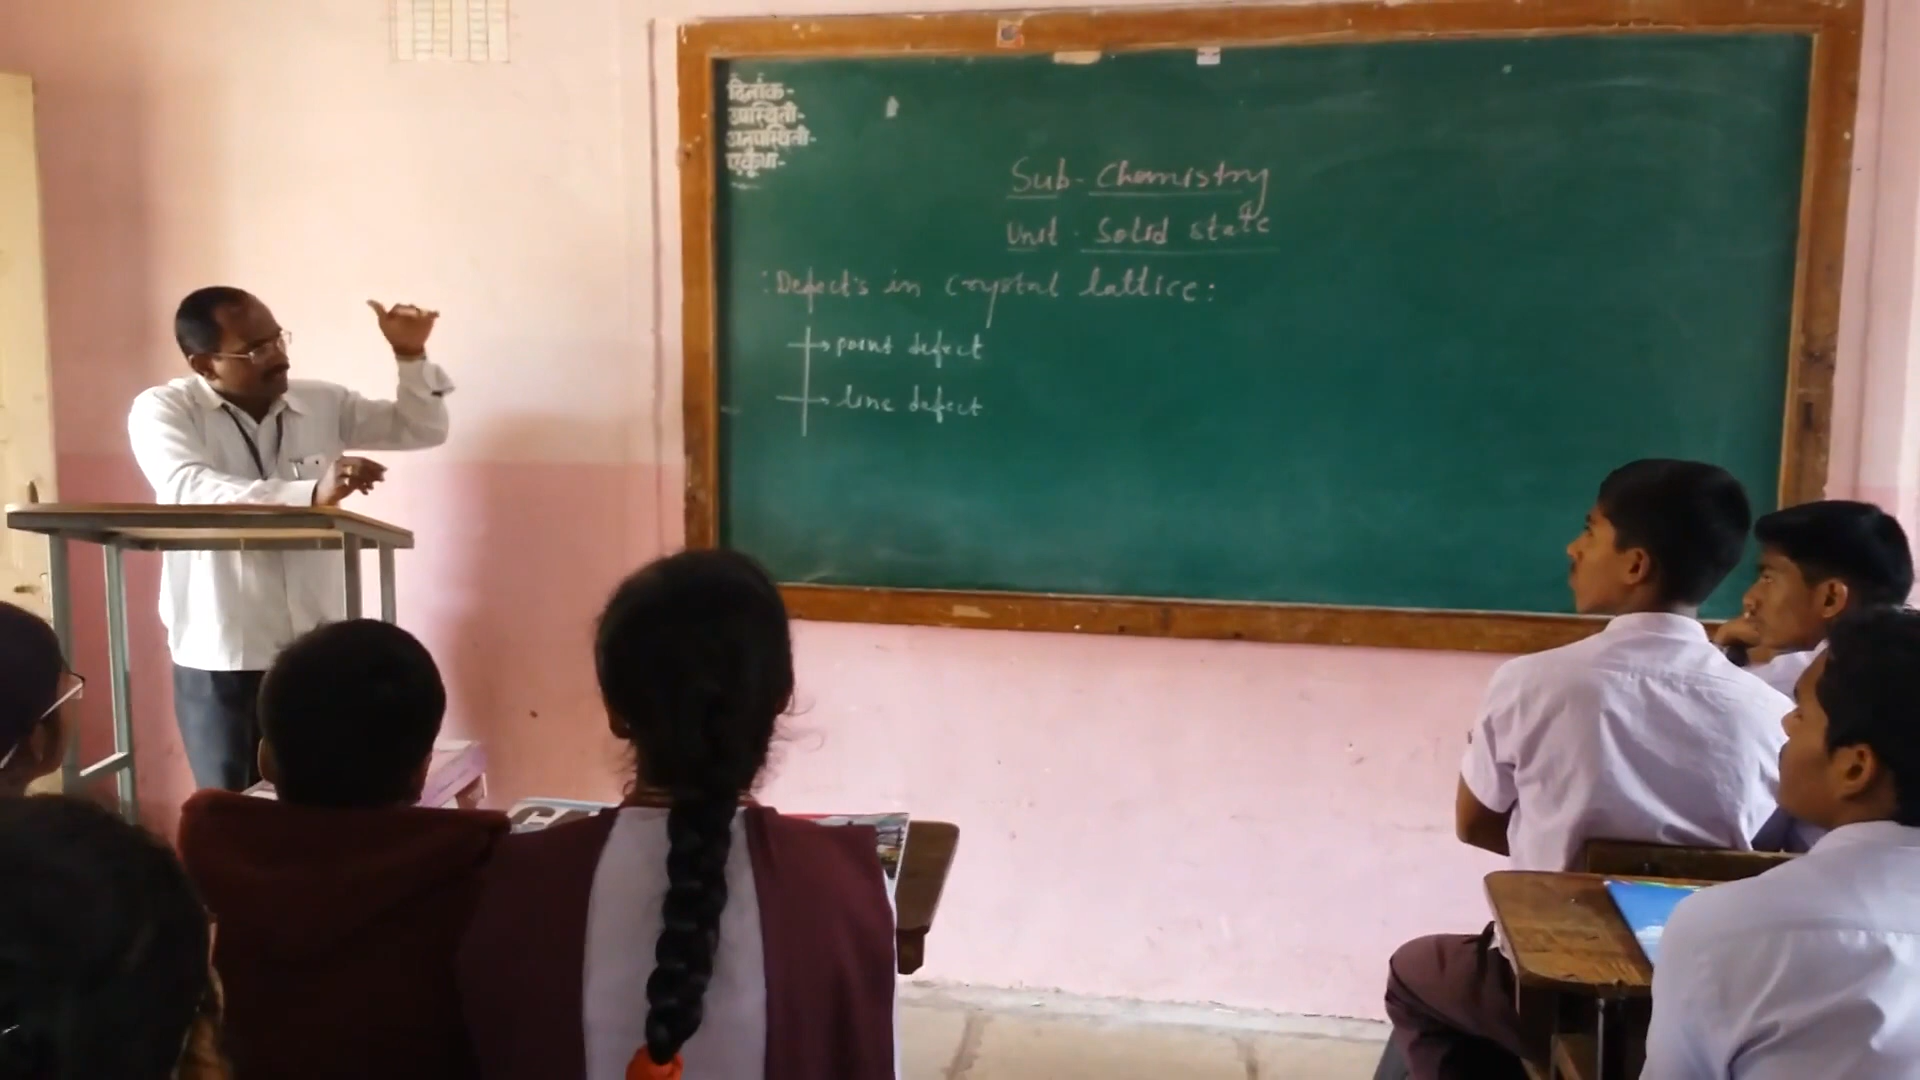 दिनांक-
उपस्थिती-
अनुपस्थिती-
एकूण-
Sub- Chemistry
Unit - Solid state
: Defect's in crystal lattice :
→ point defect
→ line defect